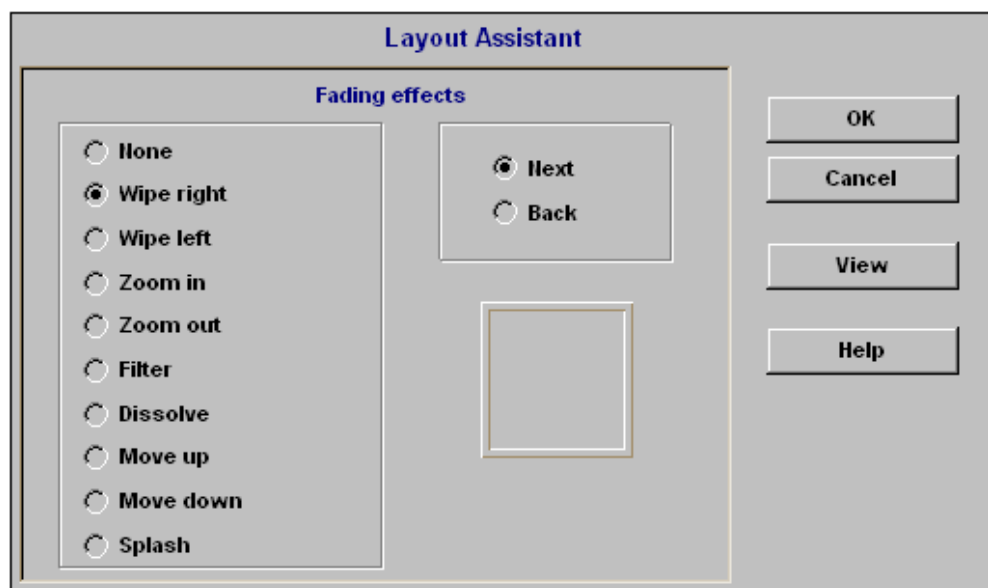 Layout Assistant
Fading effects
None
Wipe right
Wipe left
Zoom in
Zoom out
Filter
Dissolve
Move up
Move down
Splash
Next
Back
OK
Cancel
View
Help